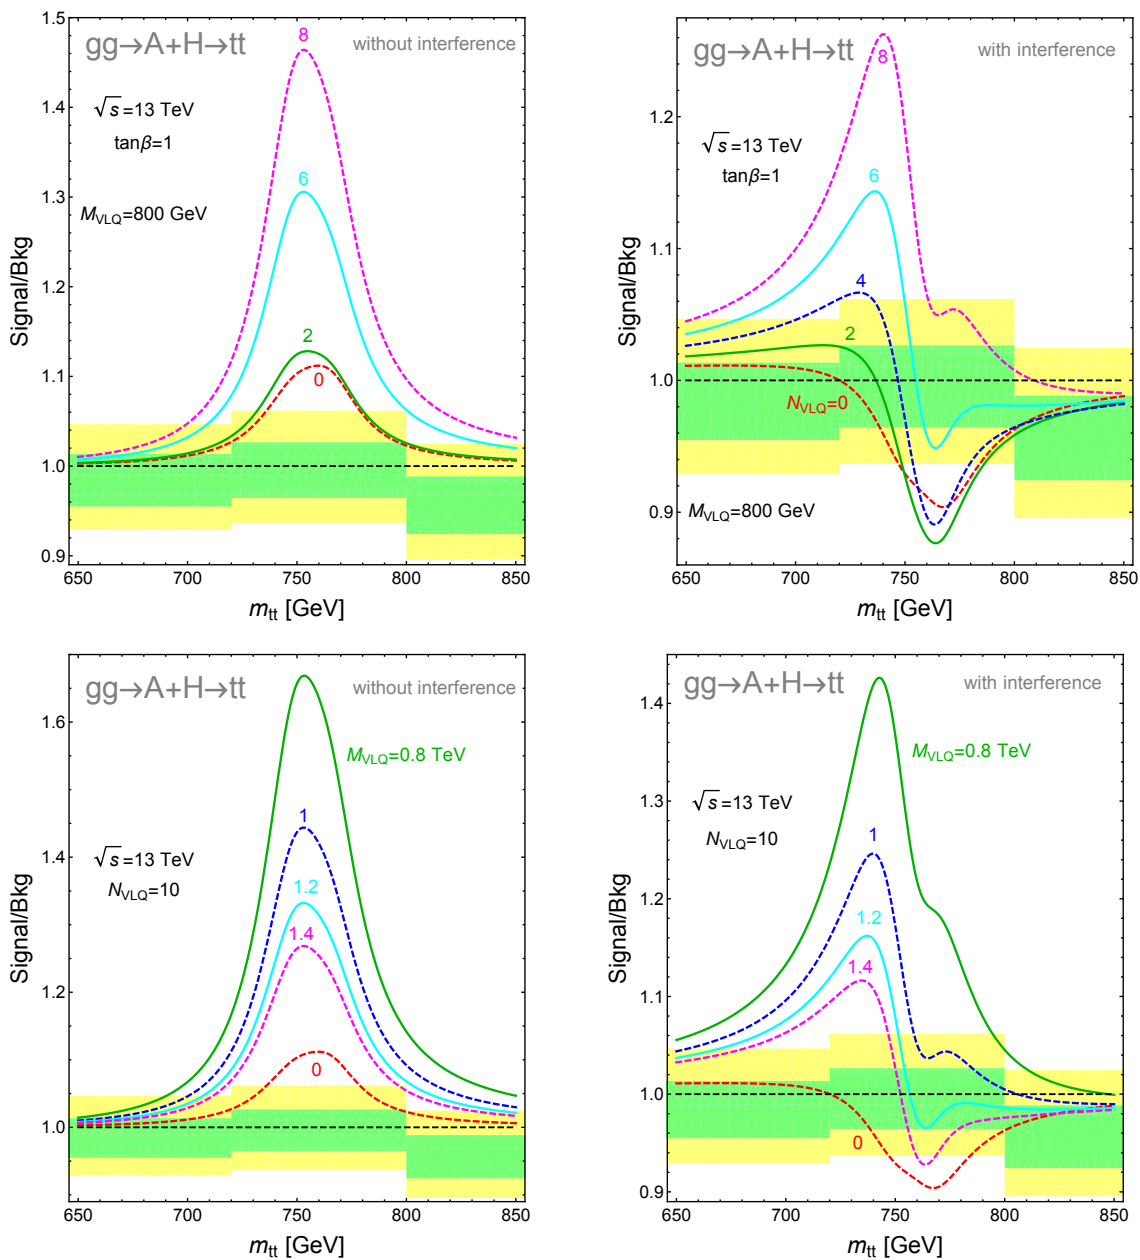 gg→A+H→tt
without interference
√s=13 TeV
tanβ=1
M_VLQ=800 GeV
8
6
2
0
Signal/Bkg
1.5
1.4
1.3
1.2
1.1
1.0
0.9
650 700 750 800 850
m_tt [GeV]
gg→A+H→tt
with interference
√s=13 TeV
tanβ=1
8
6
4
2
N_VLQ=0
M_VLQ=800 GeV
Signal/Bkg
1.2
1.1
1.0
0.9
650 700 750 800 850
m_tt [GeV]
gg→A+H→tt
without interference
M_VLQ=0.8 TeV
1
√s=13 TeV
N_VLQ=10
1.2
1.4
0
Signal/Bkg
1.6
1.4
1.2
1.0
650 700 750 800 850
m_tt [GeV]
gg→A+H→tt
with interference
M_VLQ=0.8 TeV
√s=13 TeV
N_VLQ=10
1
1.2
1.4
0
Signal/Bkg
1.4
1.3
1.2
1.1
1.0
0.9
650 700 750 800 850
m_tt [GeV]